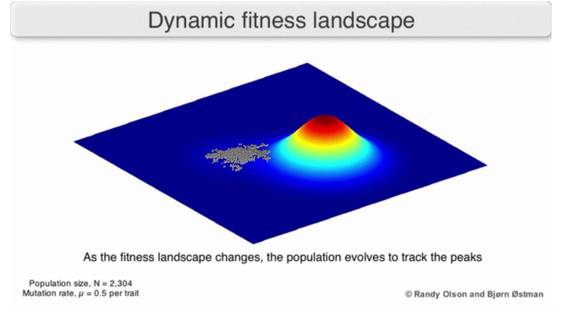 Dynamic fitness landscape
As the fitness landscape changes, the population evolves to track the peaks
Population size, N = 2,304
Mutation rate, μ = 0.5 per trait
© Randy Olson and Bjørn Østman